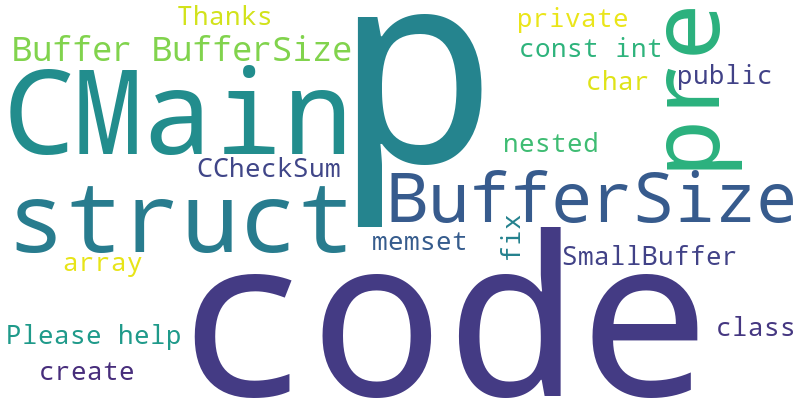 Thanks
private
p
pre
Buffer BufferSize
const int
CMain
char
public
nested
CCheckSum
struct
BufferSize
fix
memset
SmallBuffer
array
code
Please help
class
create